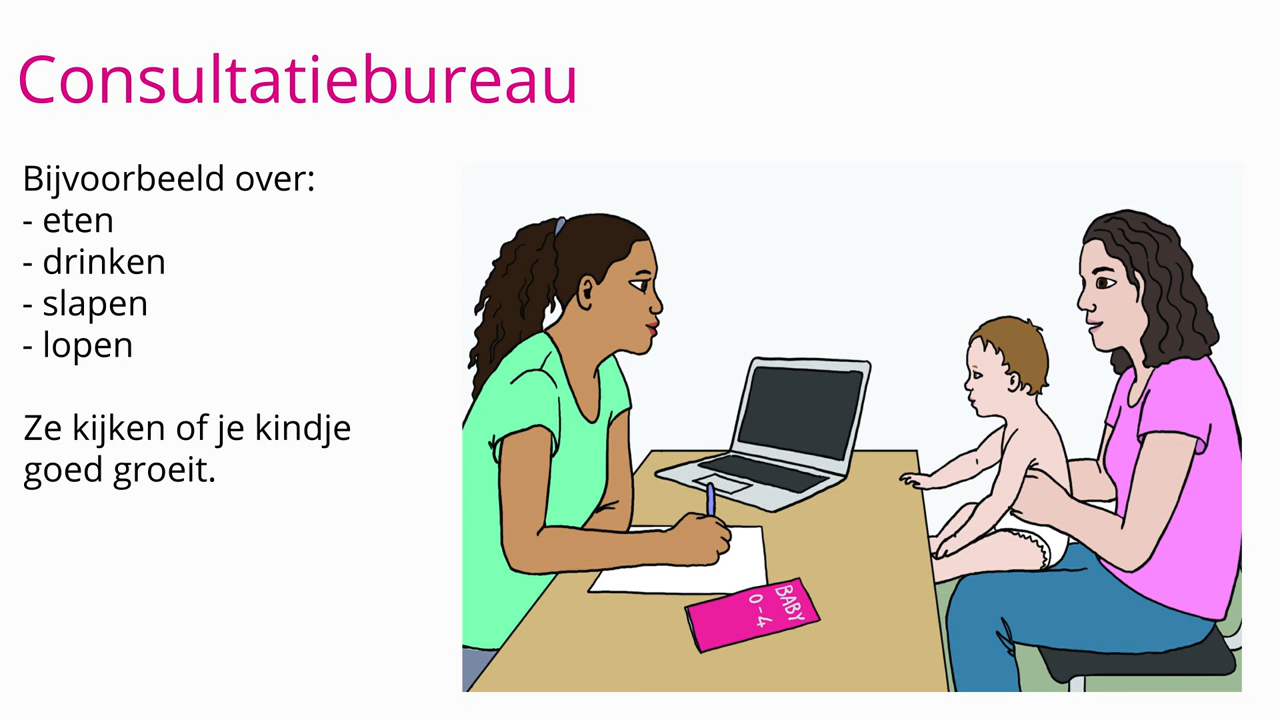 Consultatiebureau
Bijvoorbeeld over:
- eten
- drinken
- slapen
- lopen
Ze kijken of je kindje
goed groeit.
BABY
0-4